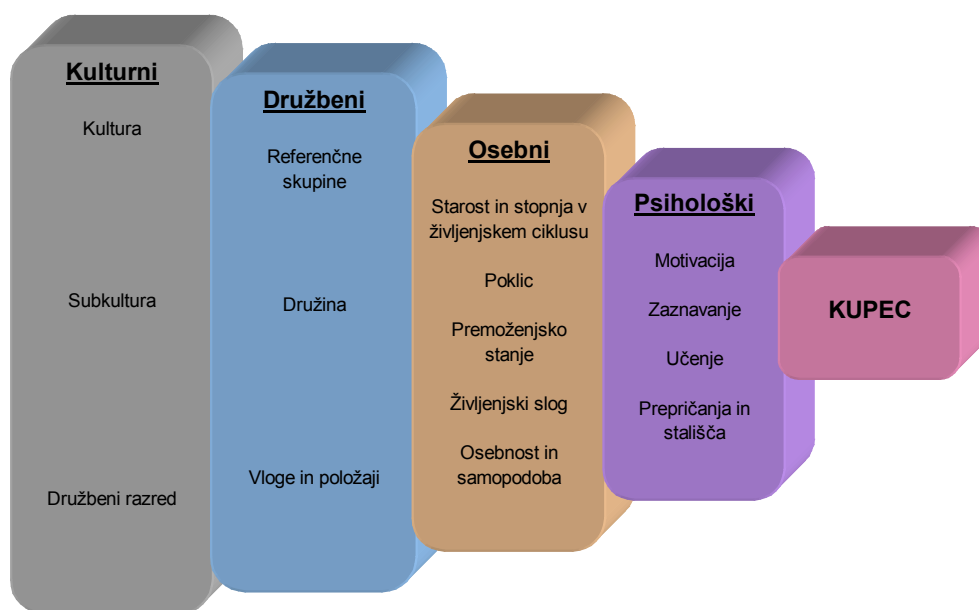 Kulturni
Kultura
Subkultura
Družbeni razred
Družbeni
Referenčne
skupine
Družina
Vloge in položaji
Osebni
Starost in stopnja v
življenjskem ciklusu
Poklic
Premoženjsko
stanje
Življenjski slog
Osebnost in
samopodoba
Psihološki
Motivacija
Zaznavanje
Učenje
Prepričanja in
stališča
KUPEC